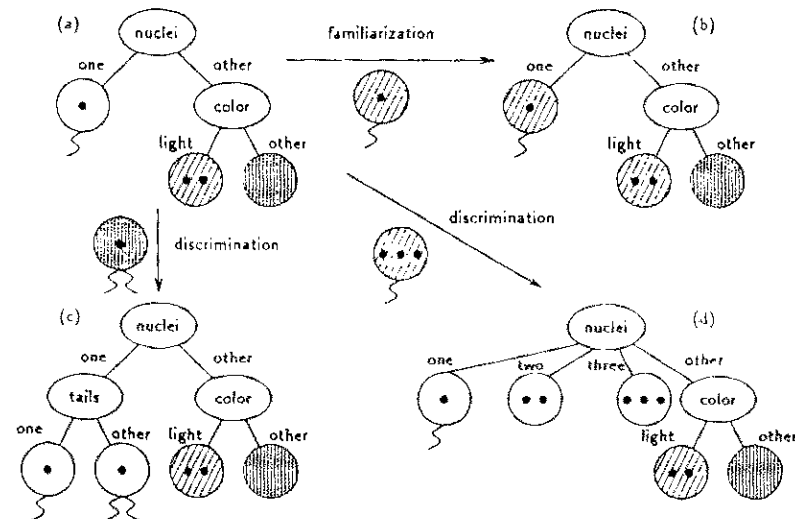 (a)
nuclei
one
other
color
light
other
familiarization
(b)
nuclei
one
other
color
light
other
discrimination
discrimination
(c)
nuclei
one
other
tails
color
one
other
light
other
(d)
nuclei
one
two
three
other
color
light
other